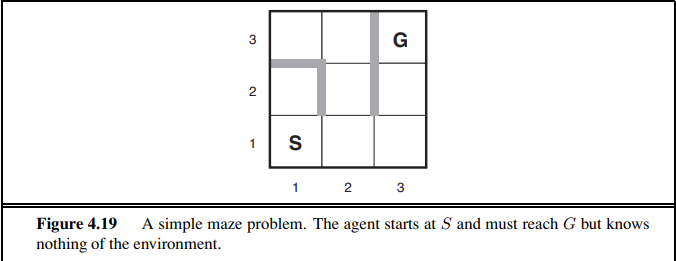 3
G
2
1
S
1 2 3
Figure 4.19 A simple maze problem. The agent starts at S and must reach G but knows
nothing of the environment.